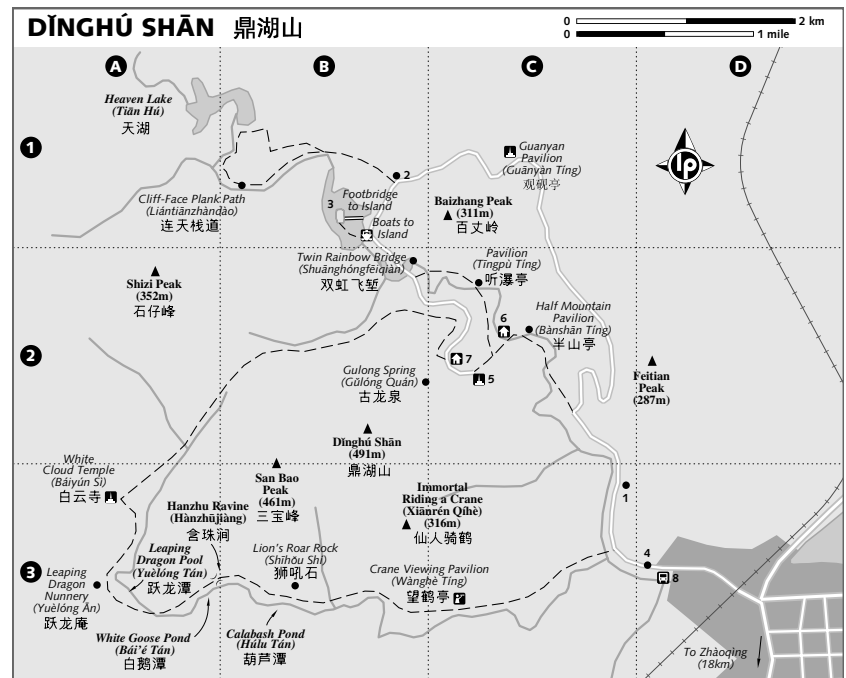 DǏNGHÚ SHĀN 鼎湖山
0 2 km
0 1 mile
A
B
C
D
1
2
3
Heaven Lake
(Tiān Hú)
天湖
Cliff-Face Plank Path
(Liántiānzhàndào)
连天栈道
2
3
Footbridge
to Island
Boats to
Island
Guanyan
Pavilion
(Guānyàn Tíng)
观砚亭
lp
Baizhang Peak
(311m)
百丈岭
Twin Rainbow Bridge
(Shuānghóngfēiqiàn)
双虹飞堑
Pavilion
(Tīngpù Tíng)
听瀑亭
Shizi Peak
(352m)
石仔峰
6
Half Mountain
Pavilion
(Bànshān Tíng)
半山亭
7
5
Gulong Spring
(Gǔlóng Quán)
古龙泉
Feitian
Peak
(287m)
Dǐnghú Shān
(491m)
鼎湖山
White
Cloud Temple
(Báiyún Sì)
白云寺
San Bao
Peak
(461m)
三宝峰
Immortal
Riding a Crane
(Xiānrén Qíhè)
(316m)
仙人骑鹤
1
Hanzhu Ravine
(Hànzhūjiàng)
含珠涧
Leaping
Dragon Pool
(Yuèlóng Tán)
跃龙潭
Lion's Roar Rock
(Shīhǒu Shí)
狮吼石
Leaping
Dragon
Nunnery
(Yuèlóng Ān)
跃龙庵
Crane Viewing Pavilion
(Wànghè Tíng)
望鹤亭
4
8
White Goose Pond
(Bái'é Tán)
白鹅潭
Calabash Pond
(Húlu Tán)
葫芦潭
To Zhàoqìng
(18km)